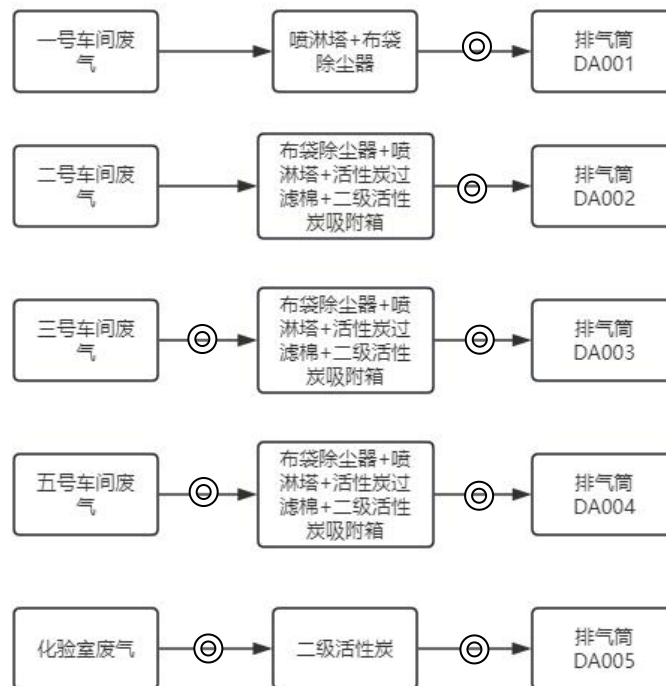 一号车间废
气
喷淋塔+布袋
除尘器
排气筒
DA001
二号车间废
气
布袋除尘器+喷
淋塔+活性炭过
滤棉+二级活性
炭吸附箱
排气筒
DA002
三号车间废
气
布袋除尘器+喷
淋塔+活性炭过
滤棉+二级活性
炭吸附箱
排气筒
DA003
五号车间废
气
布袋除尘器+喷
淋塔+活性炭过
滤棉+二级活性
炭吸附箱
排气筒
DA004
化验室废气
二级活性炭
排气筒
DA005